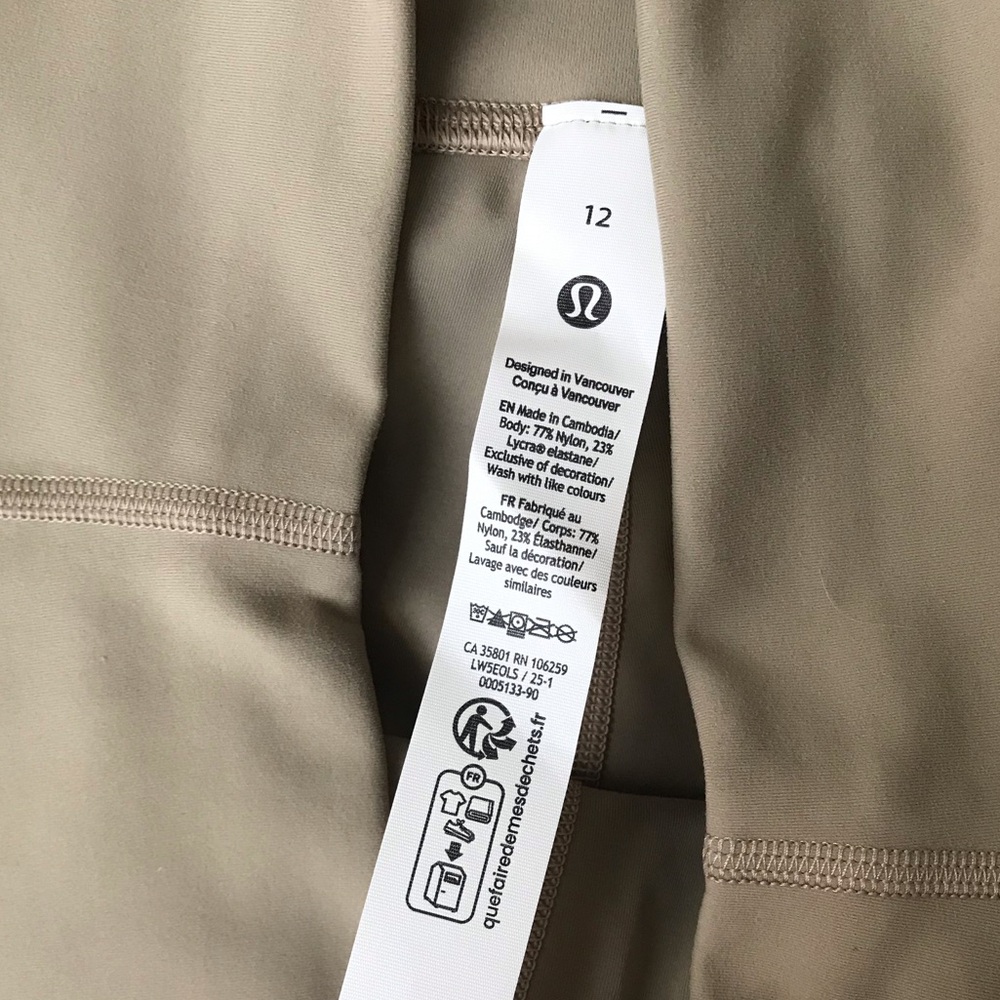 12
Designed in Vancouver
Conçu à Vancouver
EN Made in Cambodia/
Body: 77% Nylon, 23%
Lycra® elastane/
Exclusive of decoration/
Wash with like colours
FR Fabriqué au
Cambodge/ Corps: 77%
Nylon, 23% Élasthanne/
Sauf la décoration/
Lavage avec des couleurs
similaires
30C
CA 35801 RN 106259
LW5EOLS / 25-1
0005133-90
FR
quefairedemesdechets.fr